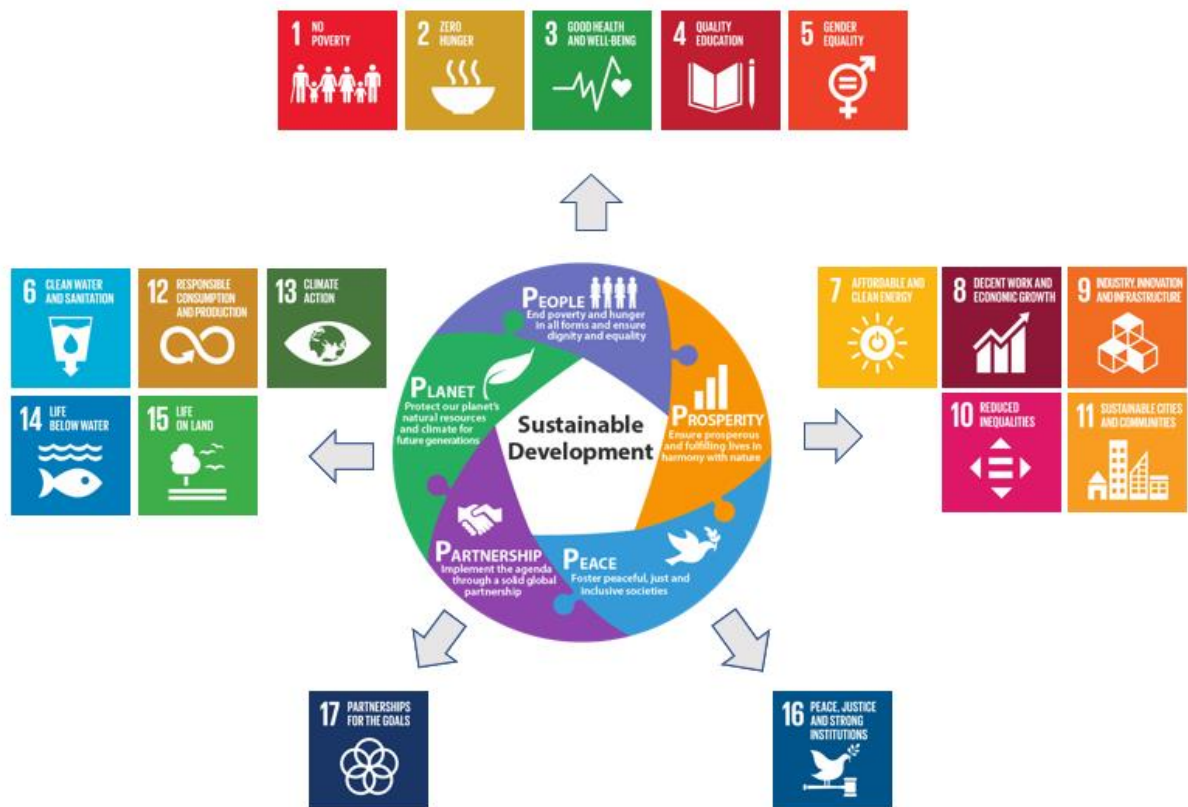 1 NO
POVERTY
2 ZERO
HUNGER
3 GOOD HEALTH
AND WELL-BEING
4 QUALITY
EDUCATION
5 GENDER
EQUALITY
6 CLEAN WATER
AND SANITATION
12 RESPONSIBLE
CONSUMPTION
AND PRODUCTION
13 CLIMATE
ACTION
14 LIFE
BELOW WATER
15 LIFE
ON LAND
PEOPLE
End poverty and hunger
in all forms and ensure
dignity and equality
PLANET
Protect our planet's
natural resources
and climate for
future generations
Sustainable
Development
PROSPERITY
Ensure prosperous
and fulfilling lives in
harmony with nature
PARTNERSHIP
Implement the agenda
through a solid global
partnership
PEACE
Foster peaceful, just and
inclusive societies
7 AFFORDABLE AND
CLEAN ENERGY
8 DECENT WORK AND
ECONOMIC GROWTH
9 INDUSTRY, INNOVATION
AND INFRASTRUCTURE
10 REDUCED
INEQUALITIES
11 SUSTAINABLE CITIES
AND COMMUNITIES
17 PARTNERSHIPS
FOR THE GOALS
16 PEACE, JUSTICE
AND STRONG
INSTITUTIONS